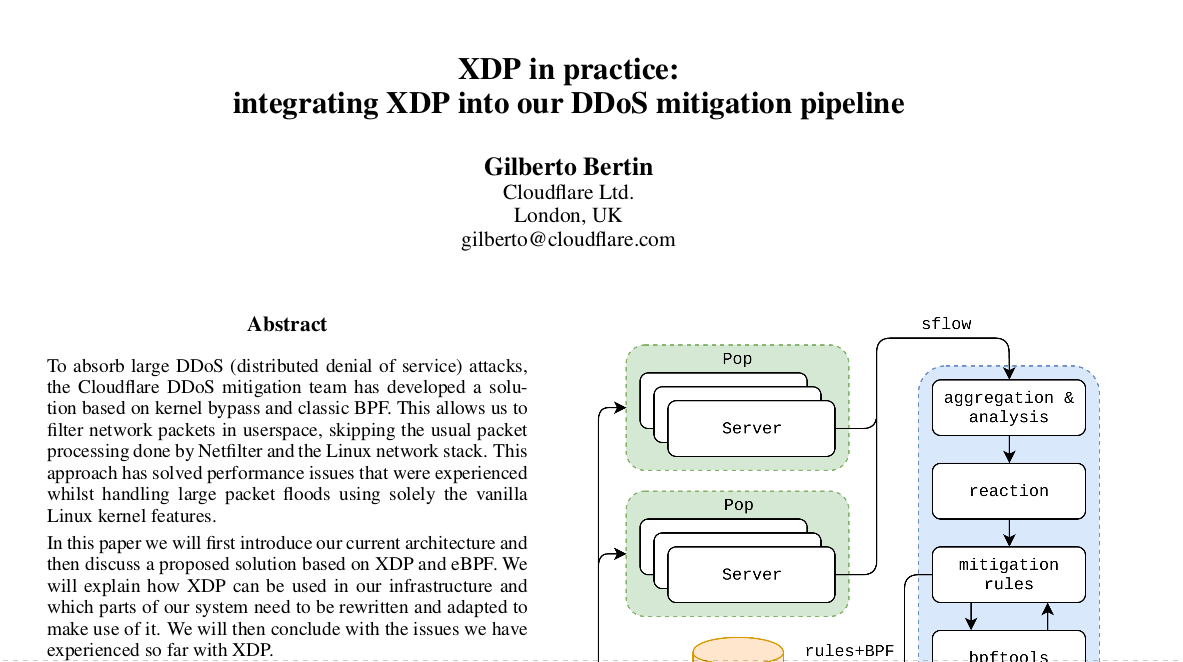 XDP in practice:
integrating XDP into our DDoS mitigation pipeline
Gilberto Bertin
Cloudflare Ltd.
London, UK
gilberto@cloudflare.com
Abstract
To absorb large DDoS (distributed denial of service) attacks,
the Cloudflare DDoS mitigation team has developed a solu-
tion based on kernel bypass and classic BPF. This allows us to
filter network packets in userspace, skipping the usual packet
processing done by Netfilter and the Linux network stack. This
approach has solved performance issues that were experienced
whilst handling large packet floods using solely the vanilla
Linux kernel features.
In this paper we will first introduce our current architecture and
then discuss a proposed solution based on XDP and eBPF. We
will explain how XDP can be used in our infrastructure and
which parts of our system need to be rewritten and adapted to
make use of it. We will then conclude with the issues we have
experienced so far with XDP.
sflow
Pop
Server
Pop
Server
aggregation &
analysis
reaction
mitigation
rules
rules+BPF
bpftools